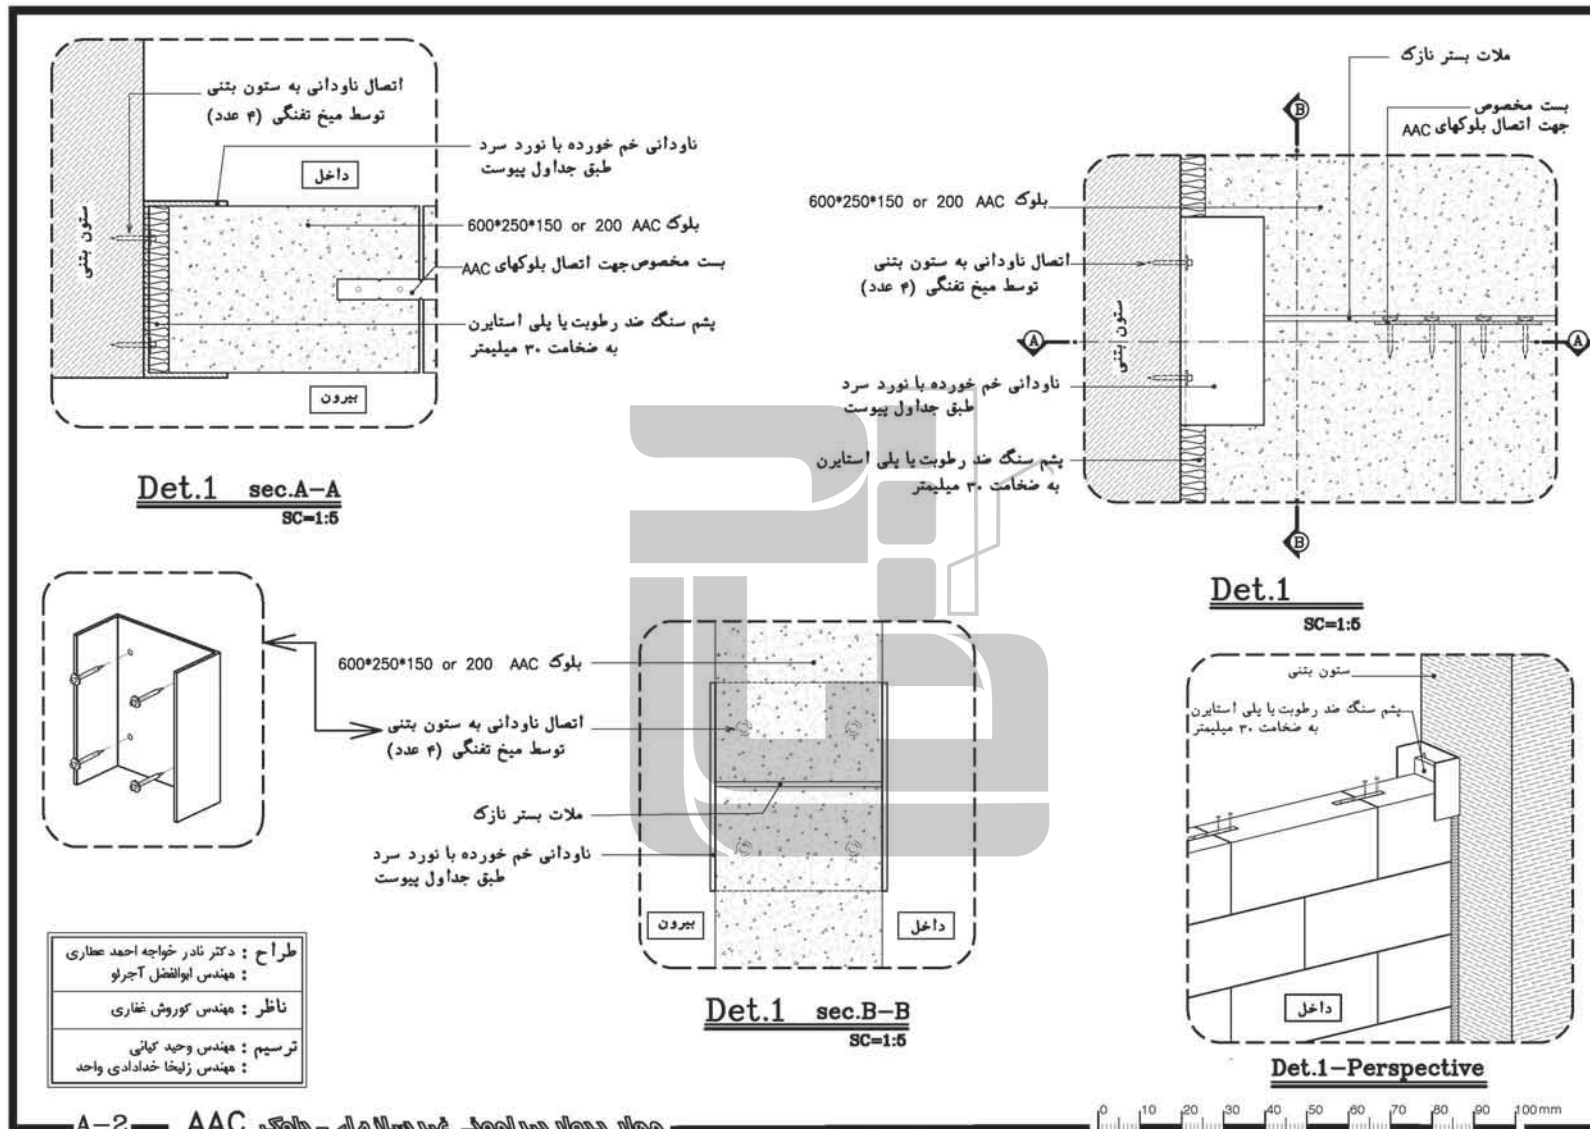 اتصال ناودانی به ستون بتنی
توسط میخ تفنگی (۴ عدد)
ناودانی خم خورده با نورد سرد
طبق جداول پیوست
داخل
ستون بتنی
بلوک 600*250*150 or 200 AAC
بست مخصوص جهت اتصال بلوکهای AAC
پشم سنگ ضد رطوبت یا پلی استایرن
به ضخامت ۳۰ میلیمتر
بیرون
Det.1 sec.A-A
SC=1:5
ملات بستر نازک
B
بست مخصوص
جهت اتصال بلوکهای AAC
بلوک 600*250*150 or 200 AAC
اتصال ناودانی به ستون بتنی
توسط میخ تفنگی (۴ عدد)
ستون بتنی
A
A
ناودانی خم خورده با نورد سرد
طبق جداول پیوست
پشم سنگ ضد رطوبت یا پلی استایرن
به ضخامت ۳۰ میلیمتر
B
Det.1
SC=1:5
بلوک 600*250*150 or 200 AAC
اتصال ناودانی به ستون بتنی
توسط میخ تفنگی (۴ عدد)
ملات بستر نازک
ناودانی خم خورده با نورد سرد
طبق جداول پیوست
بیرون
داخل
Det.1 sec.B-B
SC=1:5
ستون بتنی
پشم سنگ ضد رطوبت یا پلی استایرن
به ضخامت ۳۰ میلیمتر
داخل
Det.1-Perspective
طراح : دکتر نادر خواجه احمد عطاری
: مهندس ابوالفضل آجرلو
ناظر : مهندس کوروش غفاری
ترسیم : مهندس وحید کیانی
: مهندس زلیخا خدادادی واحد
A-2
AAC
0 10 20 30 40 50 60 70 80 90 100mm